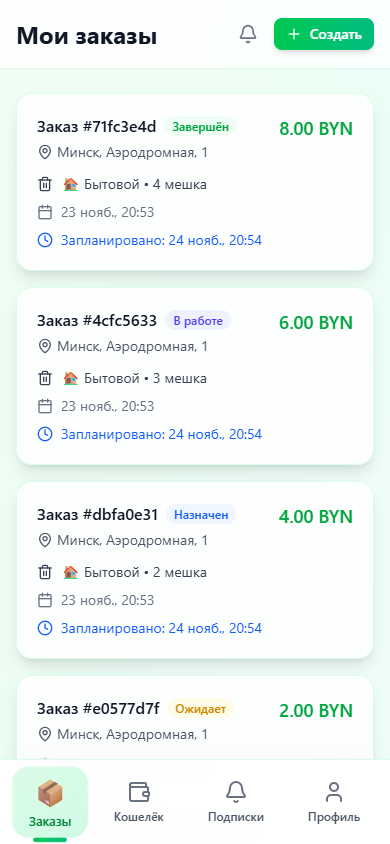 Мои заказы
Создать
Заказ #71fc3e4d Завершён 8.00 BYN
Минск, Аэродромная, 1
Бытовой • 4 мешка
23 нояб., 20:53
Запланировано: 24 нояб., 20:54
Заказ #4cfc5633 В работе 6.00 BYN
Минск, Аэродромная, 1
Бытовой • 3 мешка
23 нояб., 20:53
Запланировано: 24 нояб., 20:54
Заказ #dbfa0e31 Назначен 4.00 BYN
Минск, Аэродромная, 1
Бытовой • 2 мешка
23 нояб., 20:53
Запланировано: 24 нояб., 20:54
Заказ #e0577d7f Ожидает 2.00 BYN
Минск, Аэродромная, 1
Заказы Кошелёк Подписки Профиль